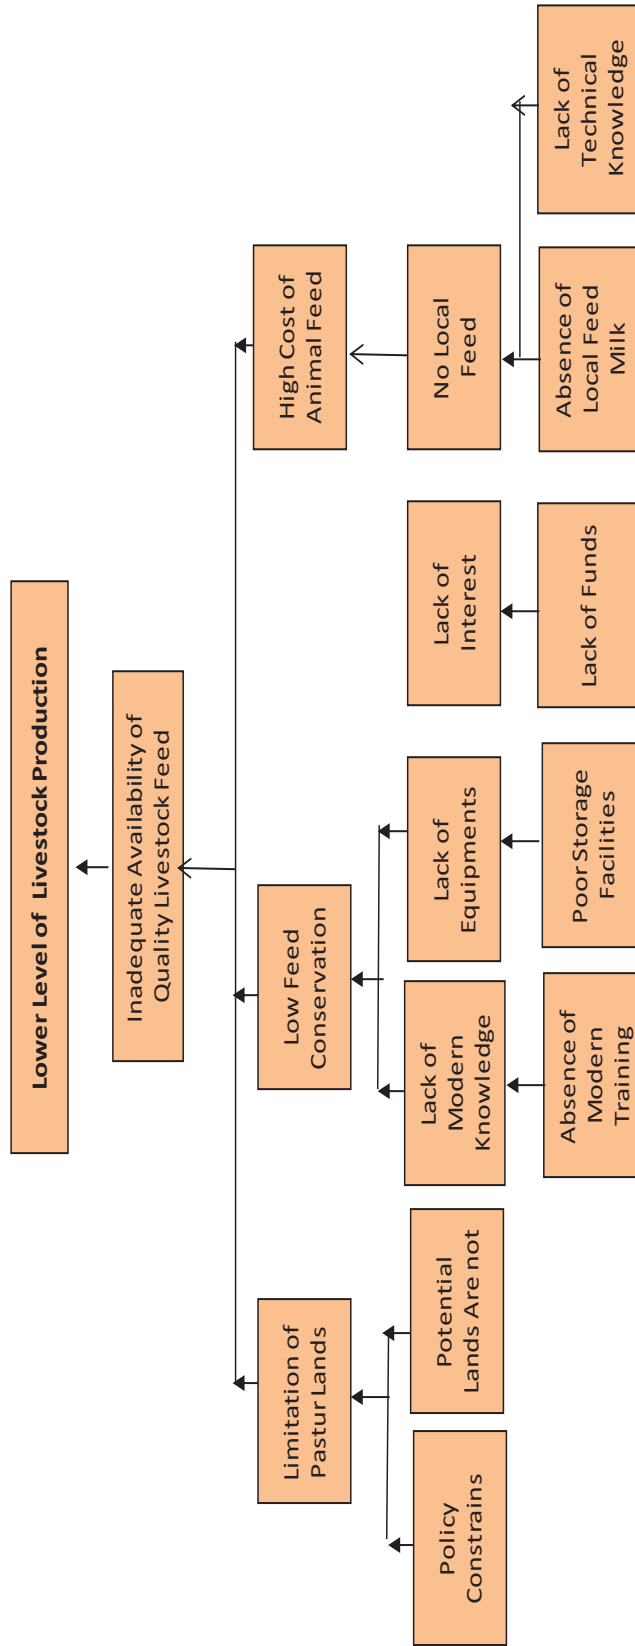 Lower Level of Livestock Production
Inadequate Availability of
Quality Livestock Feed
Limitation of
Pastur Lands
Low Feed
Conservation
High Cost of
Animal Feed
Policy
Constrains
Potential
Lands Are not
Lack of
Modern
Knowledge
Lack of
Equipments
Lack of
Interest
No Local
Feed
Absence of
Modern
Training
Poor Storage
Facilities
Lack of Funds
Absence of
Local Feed
Milk
Lack of
Technical
Knowledge